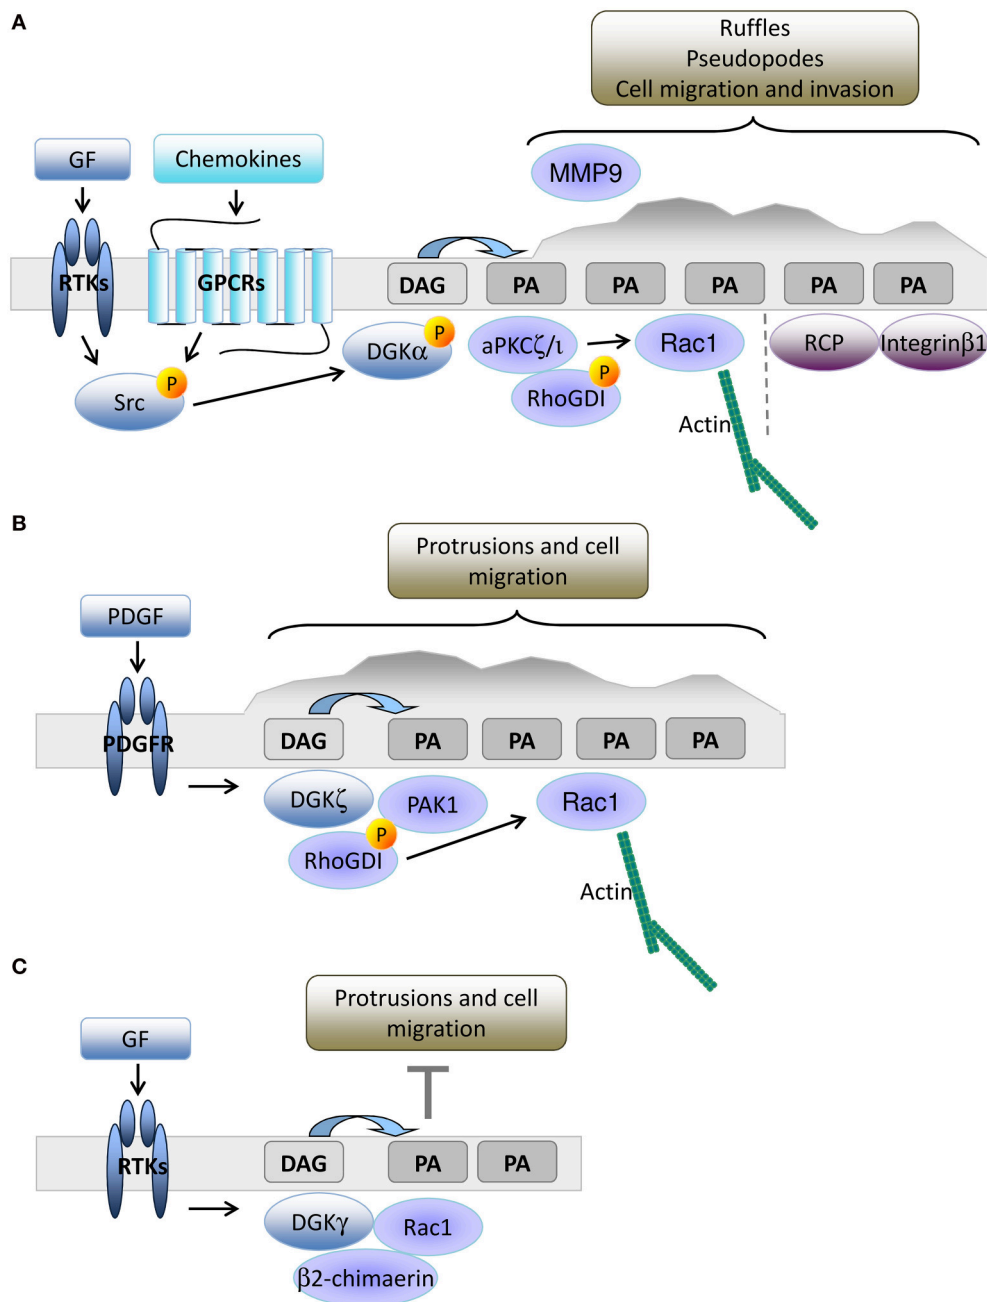 A
Ruffles
Pseudopodes
Cell migration and invasion
GF
Chemokines
MMP9
RTKs
GPCRs
DAG
PA
PA
PA
PA
PA
DGKα
P
aPKCζ/ι
Rac1
RCP
Integrinβ1
Src
P
RhoGDI
P
Actin
B
Protrusions and cell
migration
PDGF
PDGFR
DAG
PA
PA
PA
PA
DGKζ
PAK1
Rac1
P
RhoGDI
Actin
C
Protrusions and cell
migration
GF
RTKs
DAG
PA
PA
DGKγ
Rac1
β2-chimaerin